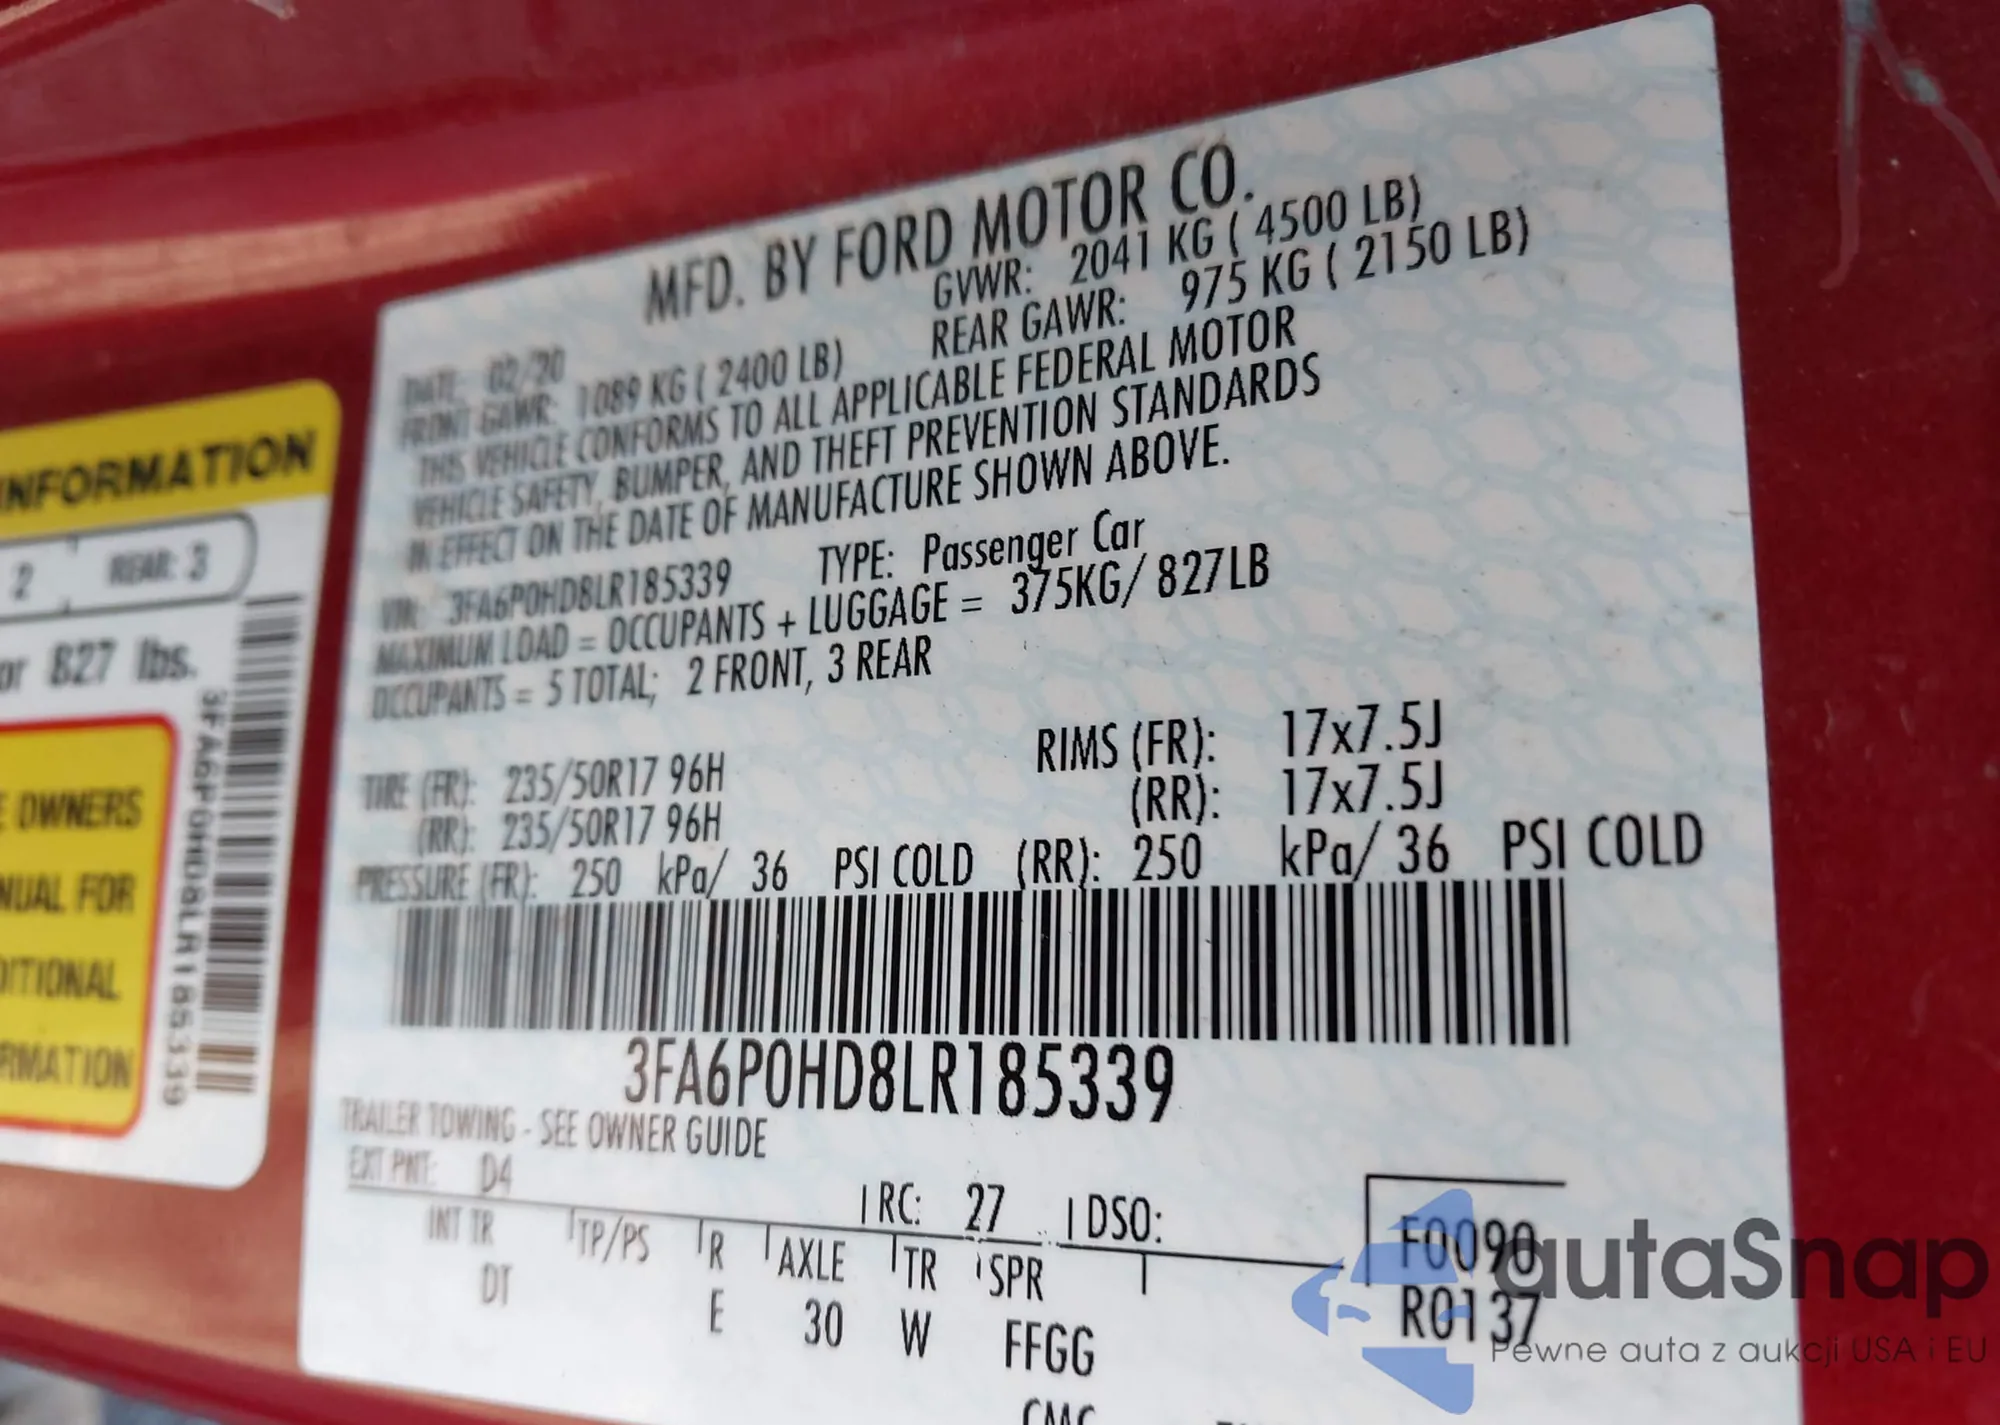 MFD. BY FORD MOTOR CO.
DATE: 02/20 GVWR: 2041 KG ( 4500 LB)
FRONT GAWR: 1089 KG ( 2400 LB) REAR GAWR: 975 KG ( 2150 LB)
THIS VEHICLE CONFORMS TO ALL APPLICABLE FEDERAL MOTOR
VEHICLE SAFETY, BUMPER, AND THEFT PREVENTION STANDARDS
IN EFFECT ON THE DATE OF MANUFACTURE SHOWN ABOVE.
VIN: 3FA6P0HD8LR185339 TYPE: Passenger Car
MAXIMUM LOAD = OCCUPANTS + LUGGAGE = 375KG/ 827LB
OCCUPANTS = 5 TOTAL; 2 FRONT, 3 REAR
TIRE (FR): 235/50R17 96H RIMS (FR): 17x7.5J
(RR): 235/50R17 96H (RR): 17x7.5J
PRESSURE (FR): 250 kPa/ 36 PSI COLD (RR): 250 kPa/ 36 PSI COLD
3FA6P0HD8LR185339
TRAILER TOWING - SEE OWNER GUIDE
EXT PNT: D4 RC: 27 DSO:
INT TR TP/PS R AXLE TR SPR
DT E 30 W FFGG
F0090
R0137
INFORMATION
2 REAR: 3
or 827 lbs.
OWNERS
FOR
3FA6P0HD8LR185339
autaSnap
Pewne auta z aukcji USA i EU